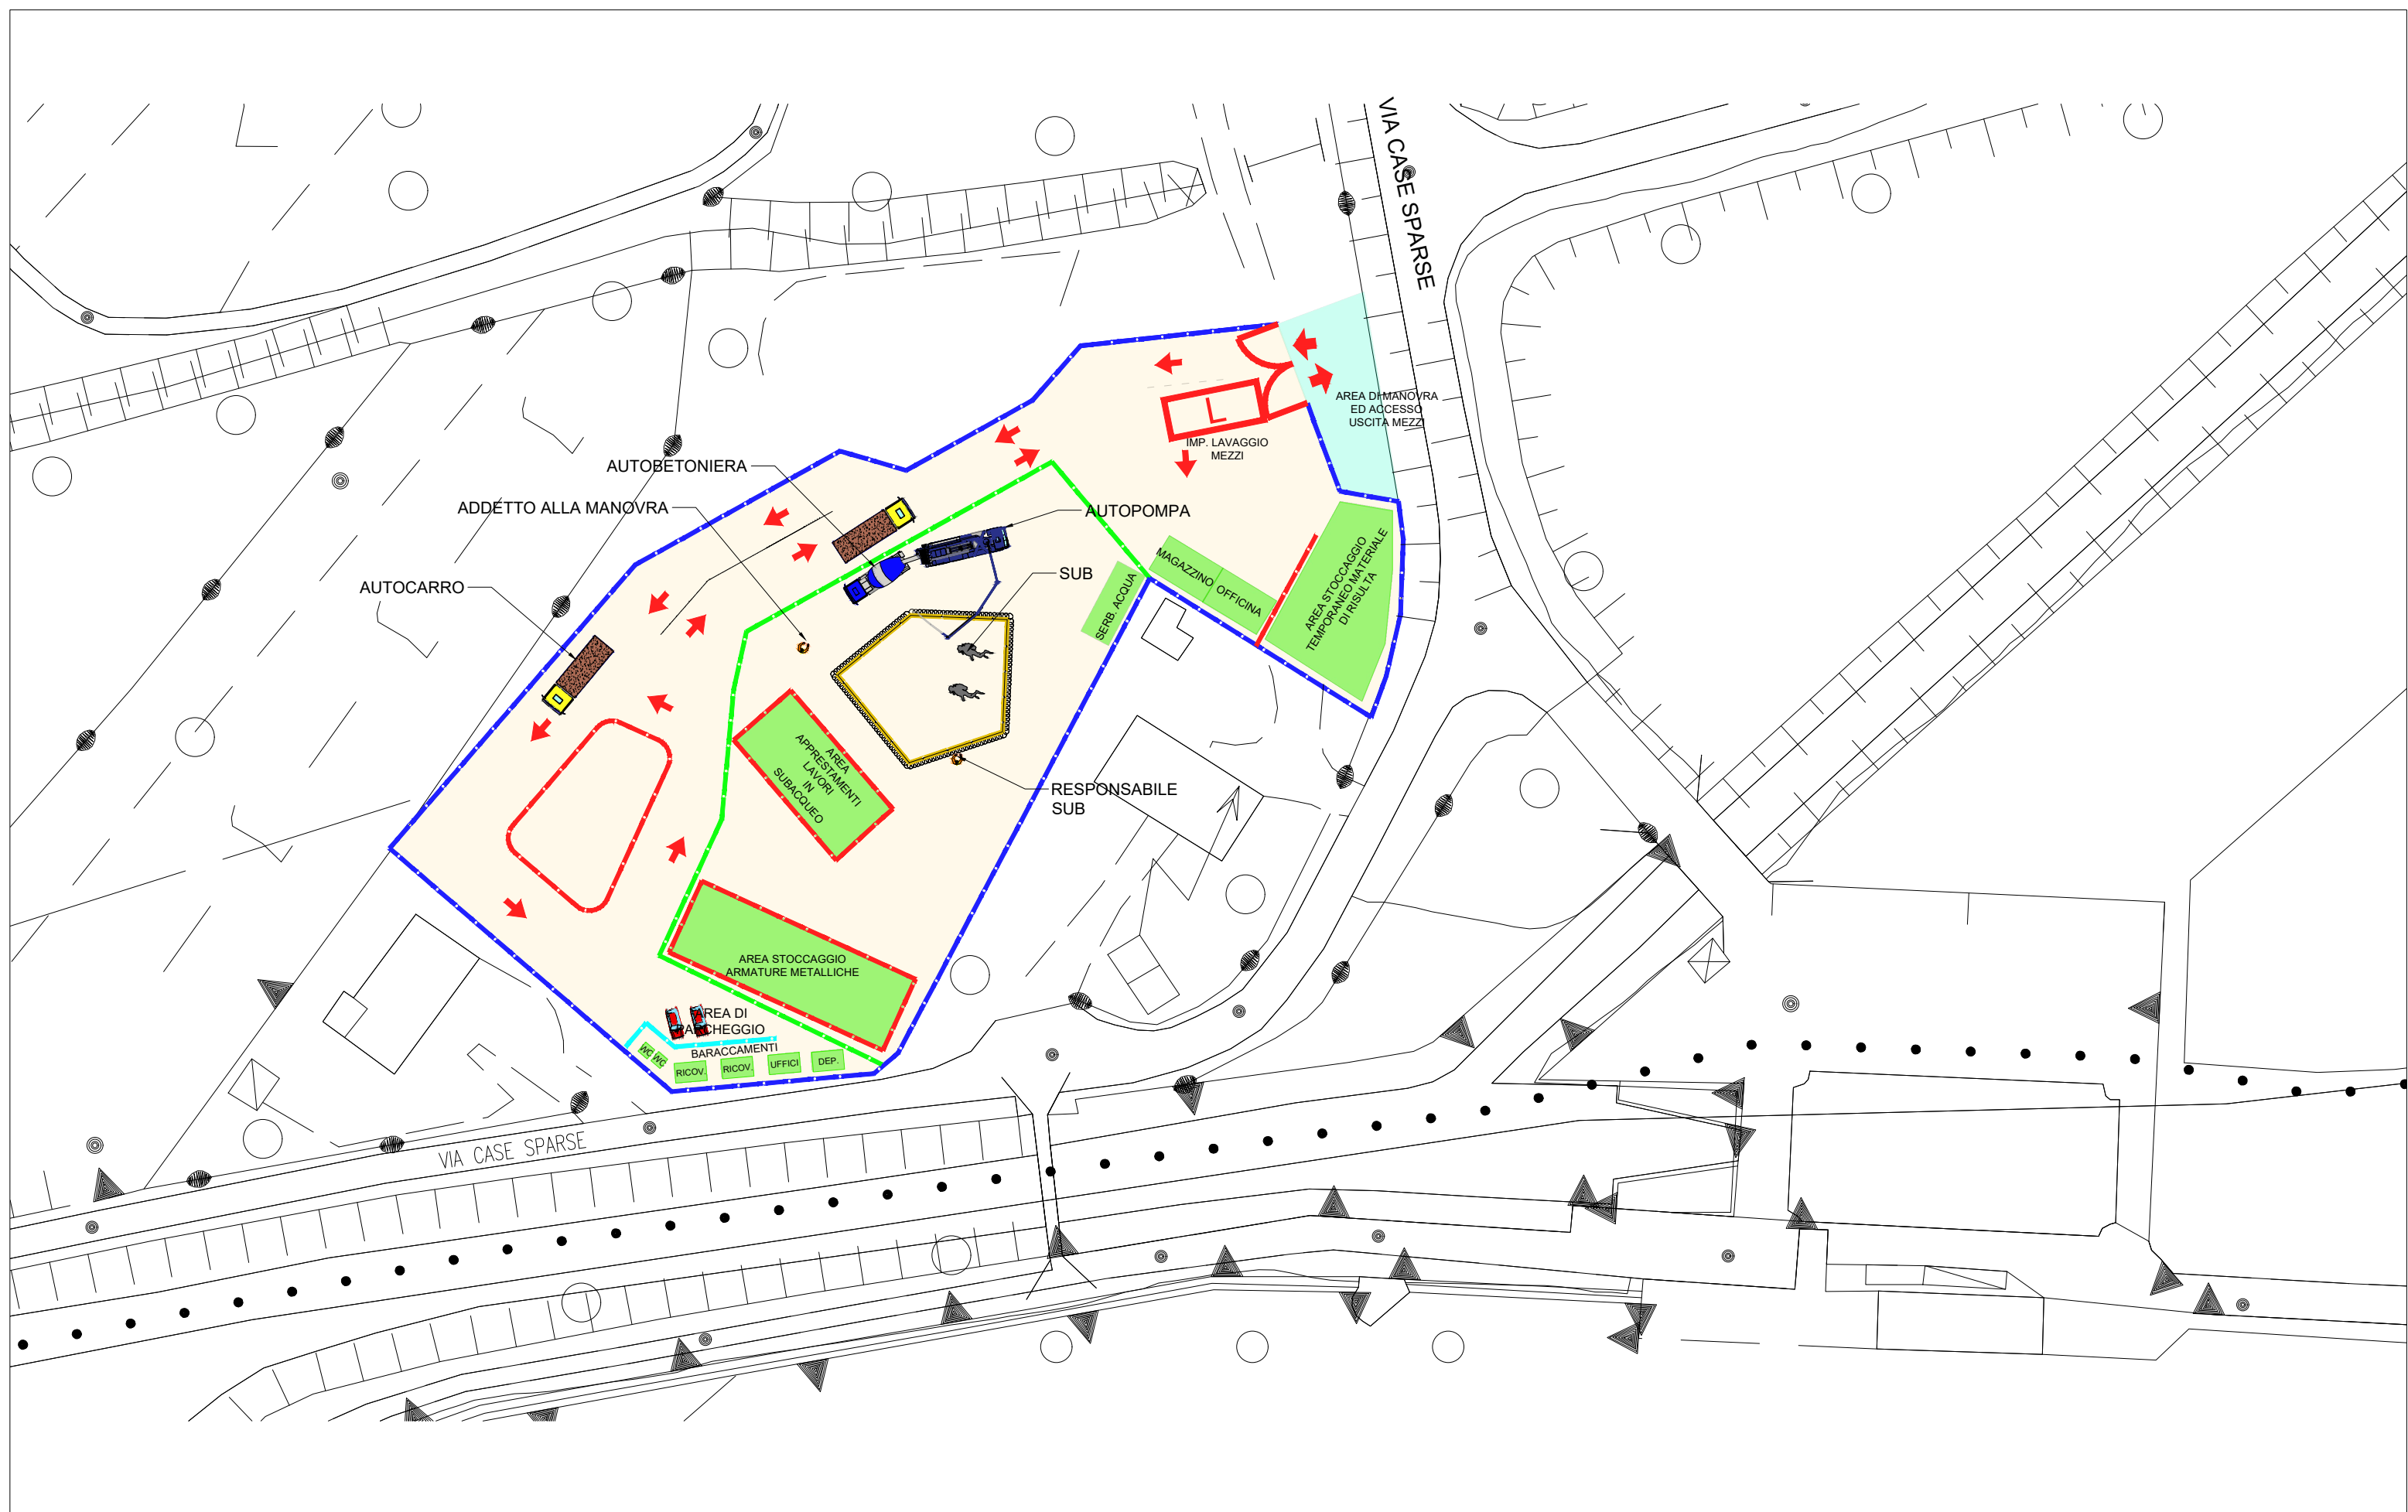 VIA CASE SPARSE
AREA DI MANOVRA
ED ACCESSO
USCITA MEZZI
L
IMP. LAVAGGIO
MEZZI
AUTOBETONIERA
ADDETTO ALLA MANOVRA
AUTOPOMPA
AUTOCARRO
SUB
SERB. ACQUA
MAGAZZINO
OFFICINA
AREA STOCCAGGIO
TEMPORANEO MATERIALE
DI RISULTA
AREA
APPRESTAMENTI
LAVORI
IN
SUBACQUEO
RESPONSABILE
SUB
AREA STOCCAGGIO
ARMATURE METALLICHE
AREA DI
PARCHEGGIO
BARACCAMENTI
WC
WC
RICOV.
RICOV.
UFFICI
DEP.
VIA CASE SPARSE